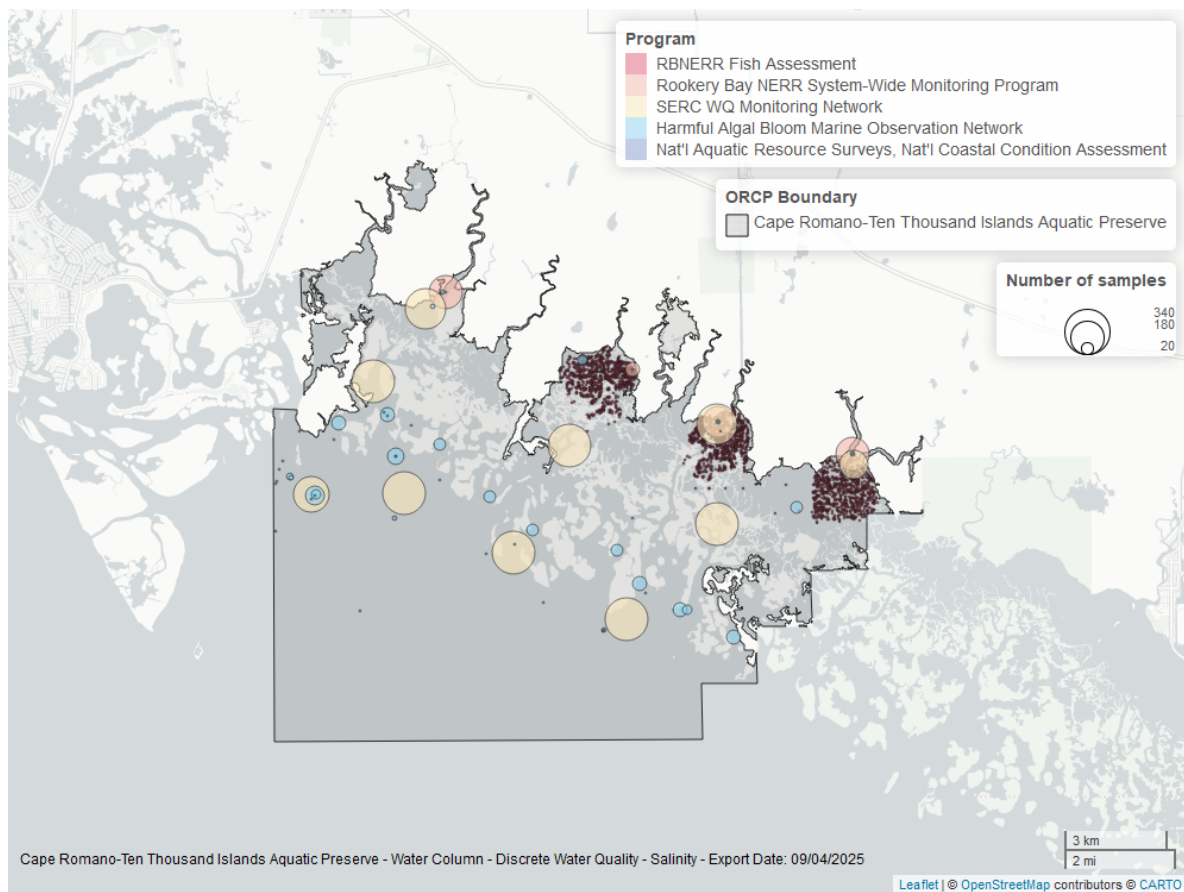 Program
RBNERR Fish Assessment
Rookery Bay NERR System-Wide Monitoring Program
SERC WQ Monitoring Network
Harmful Algal Bloom Marine Observation Network
Nat'l Aquatic Resource Surveys, Nat'l Coastal Condition Assessment
ORCP Boundary
Cape Romano-Ten Thousand Islands Aquatic Preserve
Number of samples
340
180
20
3 km
2 mi
Cape Romano-Ten Thousand Islands Aquatic Preserve - Water Column - Discrete Water Quality - Salinity - Export Date: 09/04/2025
Leaflet | © OpenStreetMap contributors © CARTO